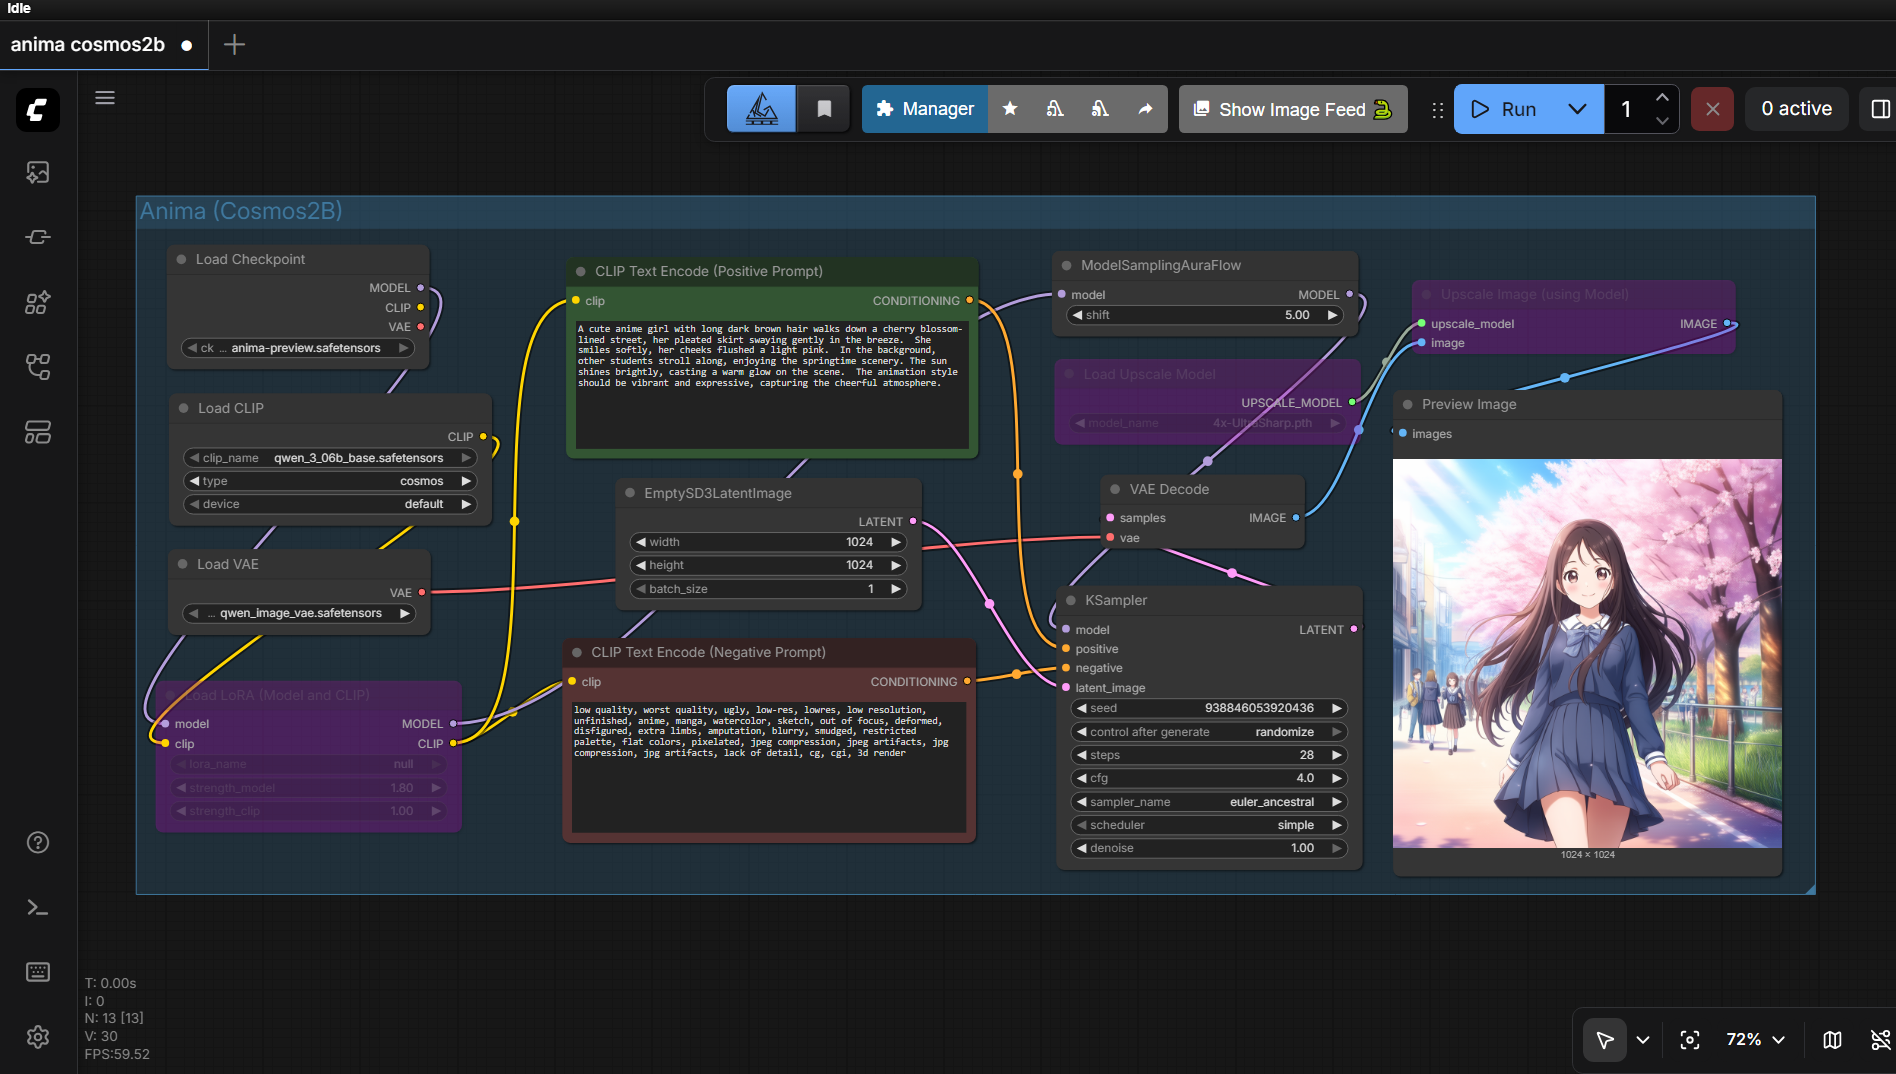 Idle
anima cosmos2b
Manager
Show Image Feed
Run
1
0 active
Anima (Cosmos2B)
Load Checkpoint
MODEL
CLIP
VAE
ck ... anima-preview.safetensors
Load CLIP
CLIP
clip_name qwen_3_06b_base.safetensors
type cosmos
device default
Load VAE
VAE
... qwen_image_vae.safetensors
Load LoRA (Model and CLIP)
model MODEL
clip CLIP
lora_name null
strength_model 1.80
strength_clip 1.00
CLIP Text Encode (Positive Prompt)
clip CONDITIONING
A cute anime girl with long dark brown hair walks down a cherry blossom-
lined street, her pleated skirt swaying gently in the breeze. She
smiles softly, her cheeks flushed a light pink. In the background,
other students stroll along, enjoying the springtime scenery. The sun
shines brightly, casting a warm glow on the scene. The animation style
should be vibrant and expressive, capturing the cheerful atmosphere.
EmptySD3LatentImage
LATENT
width 1024
height 1024
batch_size 1
CLIP Text Encode (Negative Prompt)
clip CONDITIONING
low quality, worst quality, ugly, low-res, lowres, low resolution,
unfinished, anime, manga, watercolor, sketch, out of focus, deformed,
disfigured, extra limbs, amputation, blurry, smudged, restricted
palette, flat colors, pixelated, jpeg compression, jpeg artifacts, jpg
compression, jpg artifacts, lack of detail, cg, cgi, 3d render
ModelSamplingAuraFlow
model MODEL
shift 5.00
Load Upscale Model
UPSCALE_MODEL
model_name 4x-UltraSharp.pth
VAE Decode
samples IMAGE
vae
KSampler
model LATENT
positive
negative
latent_image
seed 938846053920436
control after generate randomize
steps 28
cfg 4.0
sampler_name euler_ancestral
scheduler simple
denoise 1.00
Upscale Image (using Model)
upscale_model IMAGE
image
Preview Image
images
1024 × 1024
T: 0.00s
I: 0
N: 13 [13]
V: 30
FPS:59.52
72%